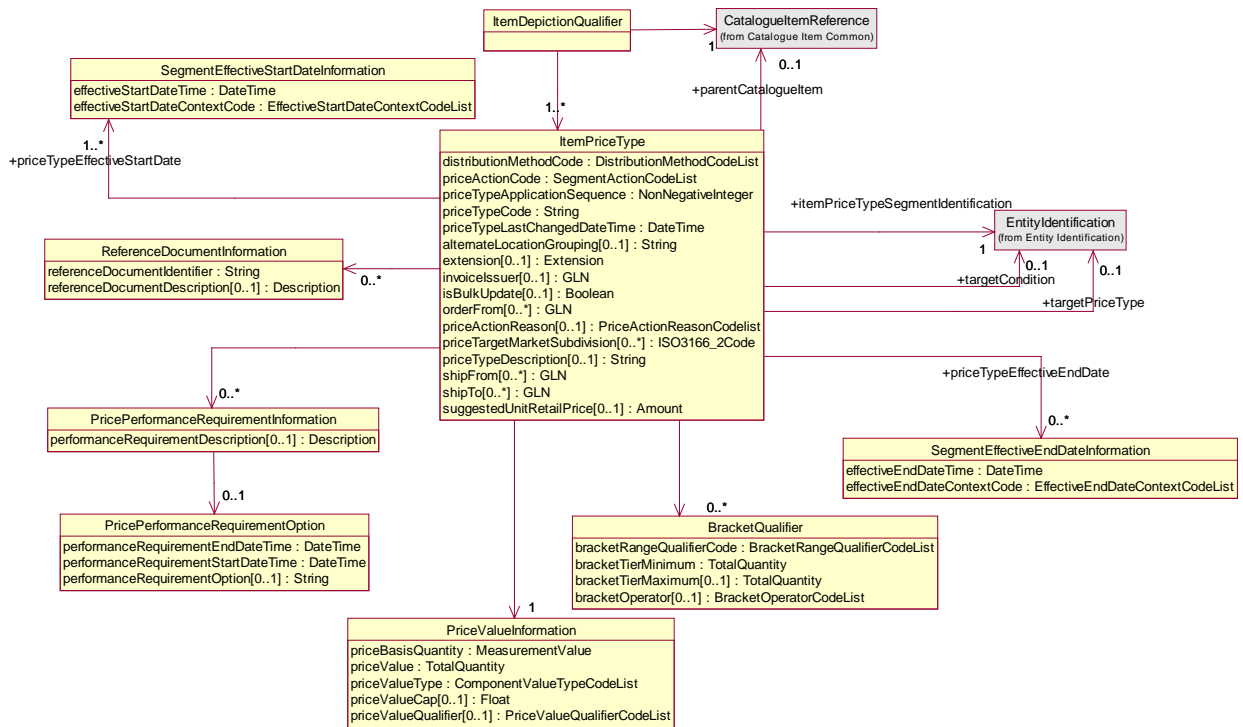 ItemDepictionQualifier
CatalogueItemReference
(from Catalogue Item Common)
1
0..1
+parentCatalogueItem
1..*
SegmentEffectiveStartDateInformation
effectiveStartDateTime : DateTime
effectiveStartDateContextCode : EffectiveStartDateContextCodeList
1..*
+priceTypeEffectiveStartDate
ItemPriceType
distributionMethodCode : DistributionMethodCodeList
priceActionCode : SegmentActionCodeList
priceTypeApplicationSequence : NonNegativeInteger
priceTypeCode : String
priceTypeLastChangedDateTime : DateTime
alternateLocationGrouping[0..1] : String
extension[0..1] : Extension
invoiceIssuer[0..1] : GLN
isBulkUpdate[0..1] : Boolean
orderFrom[0..*] : GLN
priceActionReason[0..1] : PriceActionReasonCodelist
priceTargetMarketSubdivision[0..*] : ISO3166_2Code
priceTypeDescription[0..1] : String
shipFrom[0..*] : GLN
shipTo[0..*] : GLN
suggestedUnitRetailPrice[0..1] : Amount
+itemPriceTypeSegmentIdentification
1
EntityIdentification
(from Entity Identification)
0..1
+targetCondition
0..1
+targetPriceType
ReferenceDocumentInformation
referenceDocumentIdentifier : String
referenceDocumentDescription[0..1] : Description
0..*
+priceTypeEffectiveEndDate
0..*
SegmentEffectiveEndDateInformation
effectiveEndDateTime : DateTime
effectiveEndDateContextCode : EffectiveEndDateContextCodeList
0..*
PricePerformanceRequirementInformation
performanceRequirementDescription[0..1] : Description
0..1
PricePerformanceRequirementOption
performanceRequirementEndDateTime : DateTime
performanceRequirementStartDateTime : DateTime
performanceRequirementOption[0..1] : String
0..*
BracketQualifier
bracketRangeQualifierCode : BracketRangeQualifierCodeList
bracketTierMinimum : TotalQuantity
bracketTierMaximum[0..1] : TotalQuantity
bracketOperator[0..1] : BracketOperatorCodeList
1
PriceValueInformation
priceBasisQuantity : MeasurementValue
priceValue : TotalQuantity
priceValueType : ComponentValueTypeCodeList
priceValueCap[0..1] : Float
priceValueQualifier[0..1] : PriceValueQualifierCodeList